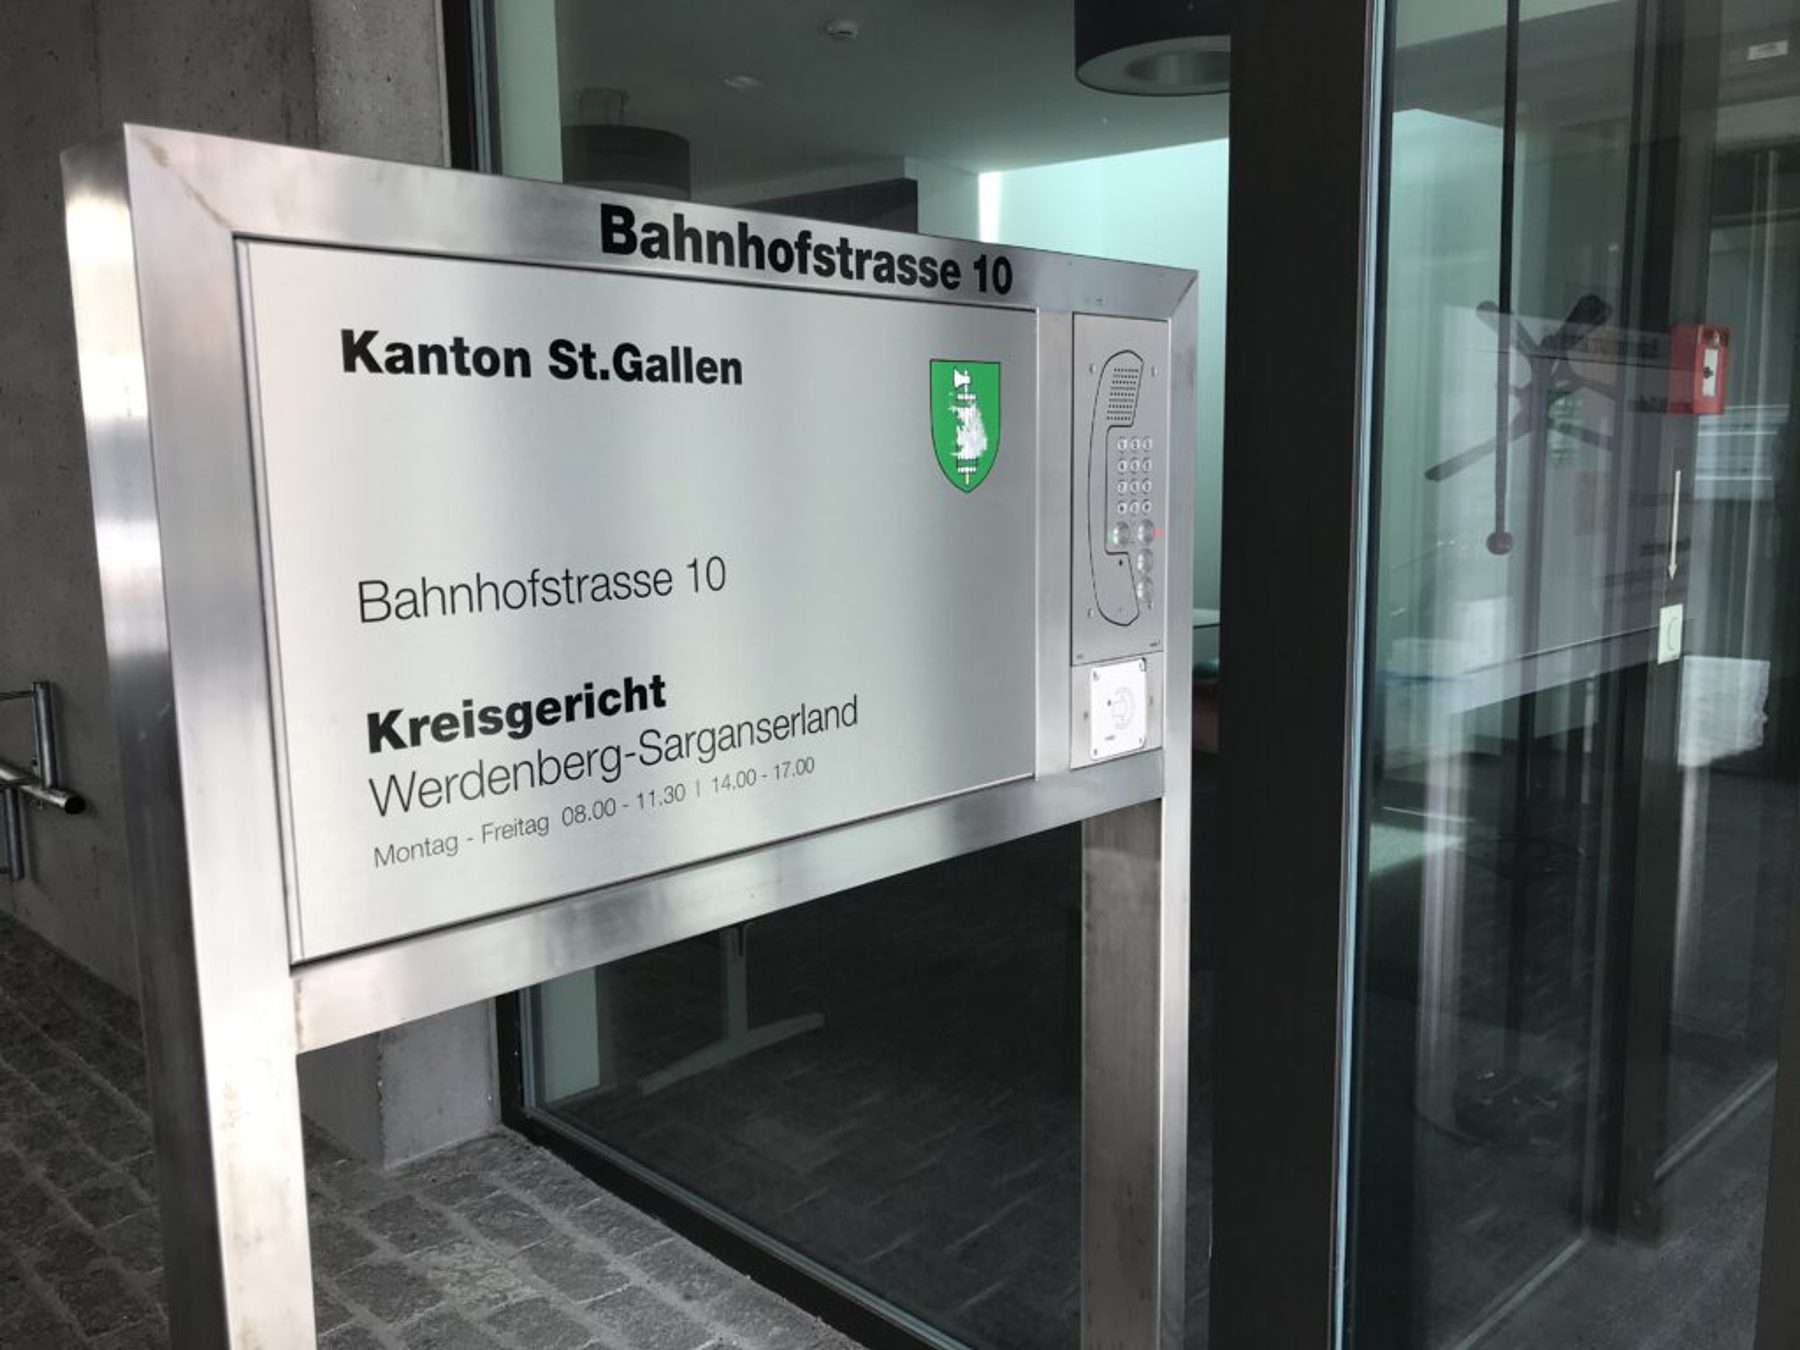 Bahnhofstrasse 10
Kanton St.Gallen
Bahnhofstrasse 10
Kreisgericht
Werdenberg-Sarganserland
Montag - Freitag 08.00 - 11.30 | 14.00 - 17.00